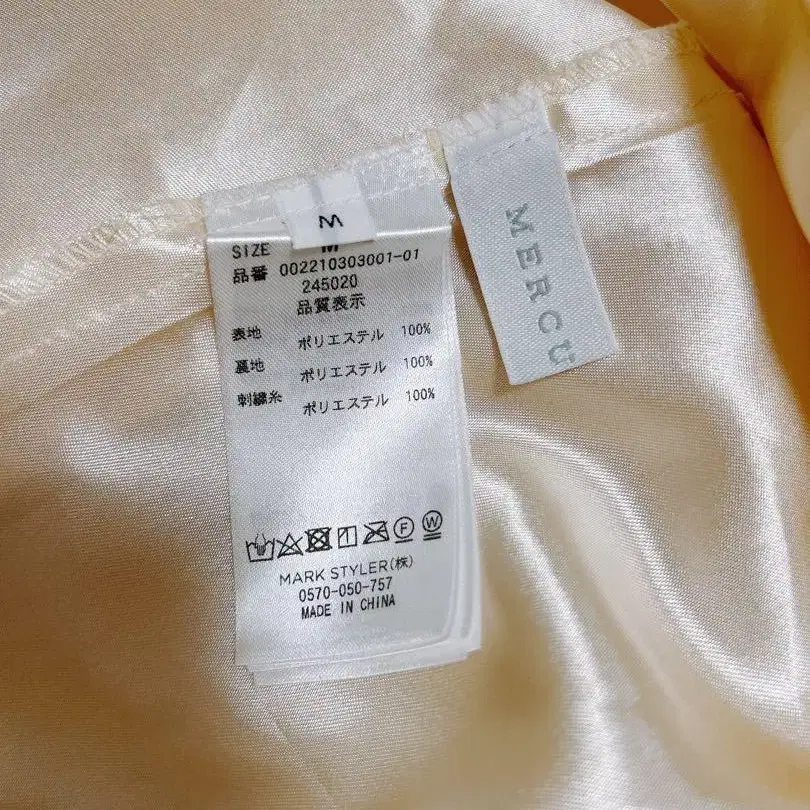 M
SIZE M
品番 002210303001-01
245020
品質表示
表地 ポリエステル 100%
裏地 ポリエステル 100%
刺繍糸 ポリエステル 100%
F W
MARK STYLER(株)
0570-050-757
MADE IN CHINA
MERCU